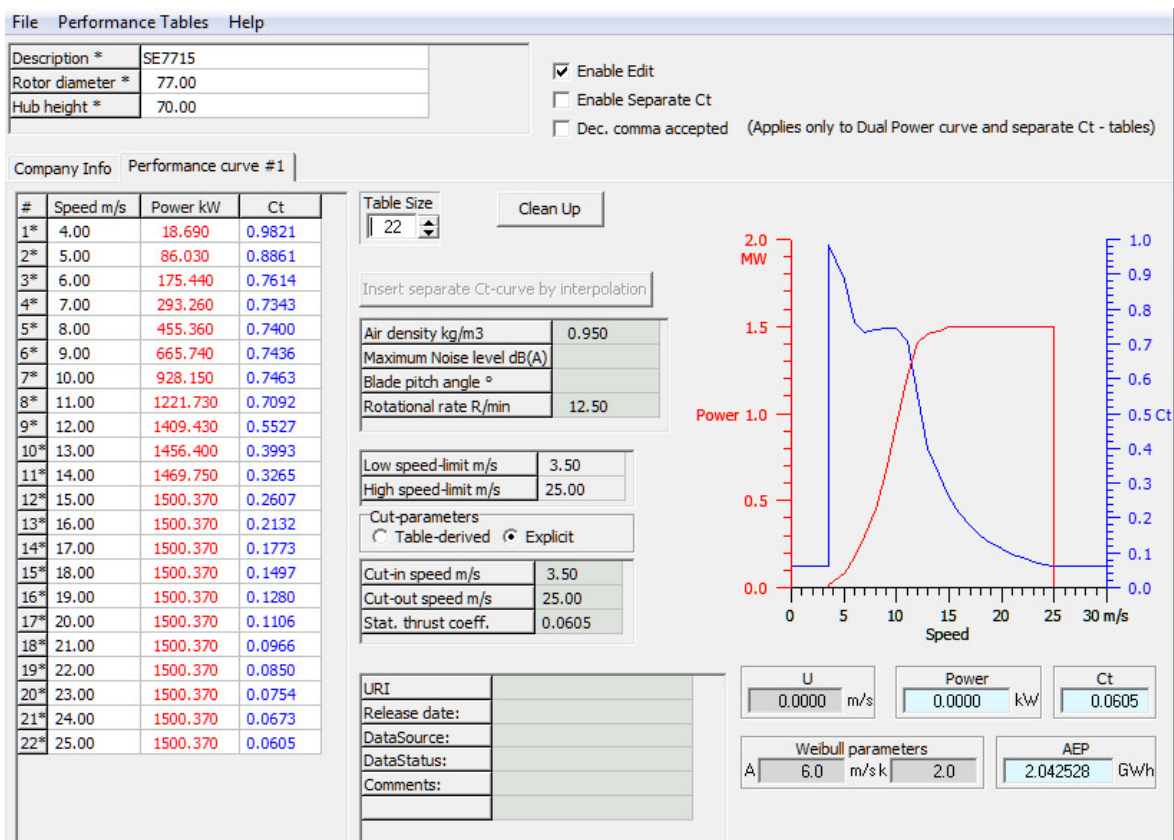 File Performance Tables Help
Description * SE7715
Rotor diameter * 77.00
Hub height * 70.00
Enable Edit
Enable Separate Ct
Dec. comma accepted (Applies only to Dual Power curve and separate Ct - tables)
Company Info Performance curve #1
# Speed m/s Power kW Ct
1* 4.00 18.690 0.9821
2* 5.00 86.030 0.8861
3* 6.00 175.440 0.7614
4* 7.00 293.260 0.7343
5* 8.00 455.360 0.7400
6* 9.00 665.740 0.7436
7* 10.00 928.150 0.7463
8* 11.00 1221.730 0.7092
9* 12.00 1409.430 0.5527
10* 13.00 1456.400 0.3993
11* 14.00 1469.750 0.3265
12* 15.00 1500.370 0.2607
13* 16.00 1500.370 0.2132
14* 17.00 1500.370 0.1773
15* 18.00 1500.370 0.1497
16* 19.00 1500.370 0.1280
17* 20.00 1500.370 0.1106
18* 21.00 1500.370 0.0966
19* 22.00 1500.370 0.0850
20* 23.00 1500.370 0.0754
21* 24.00 1500.370 0.0673
22* 25.00 1500.370 0.0605
Table Size
22
Clean Up
Insert separate Ct-curve by interpolation
Air density kg/m3 0.950
Maximum Noise level dB(A)
Blade pitch angle º
Rotational rate R/min 12.50
Low speed-limit m/s 3.50
High speed-limit m/s 25.00
Cut-parameters
Table-derived Explicit
Cut-in speed m/s 3.50
Cut-out speed m/s 25.00
Stat. thrust coeff. 0.0605
URI
Release date:
DataSource:
DataStatus:
Comments:
2.0
MW
1.5
Power 1.0
0.5
0.0
1.0
0.9
0.8
0.7
0.6
0.5 Ct
0.4
0.3
0.2
0.1
0.0
0 5 10 15 20 25 30 m/s
Speed
U
0.0000 m/s
Power
0.0000 kW
Ct
0.0605
Weibull parameters
A 6.0 m/s k 2.0
AEP
2.042528 GWh